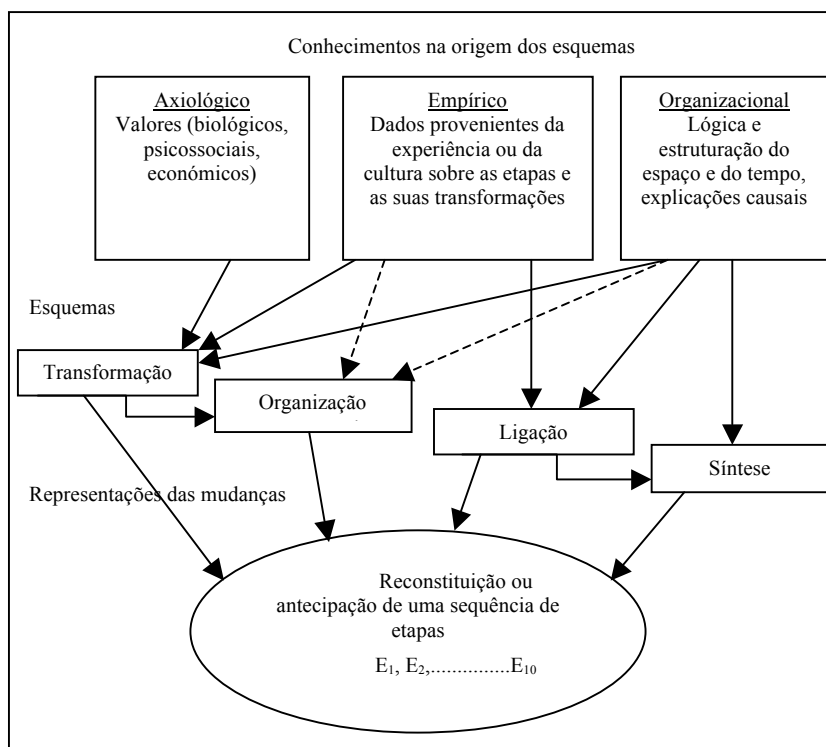 Conhecimentos na origem dos esquemas
Axiológico
Valores (biológicos,
psicossociais,
económicos)
Empírico
Dados provenientes da
experiência ou da
cultura sobre as etapas e
as suas transformações
Organizacional
Lógica e
estruturação do
espaço e do tempo,
explicações causais
Esquemas
Transformação
Organização
Ligação
Síntese
Representações das mudanças
Reconstituição ou
antecipação de uma sequência de
etapas
E₁, E₂,...............E₁₀